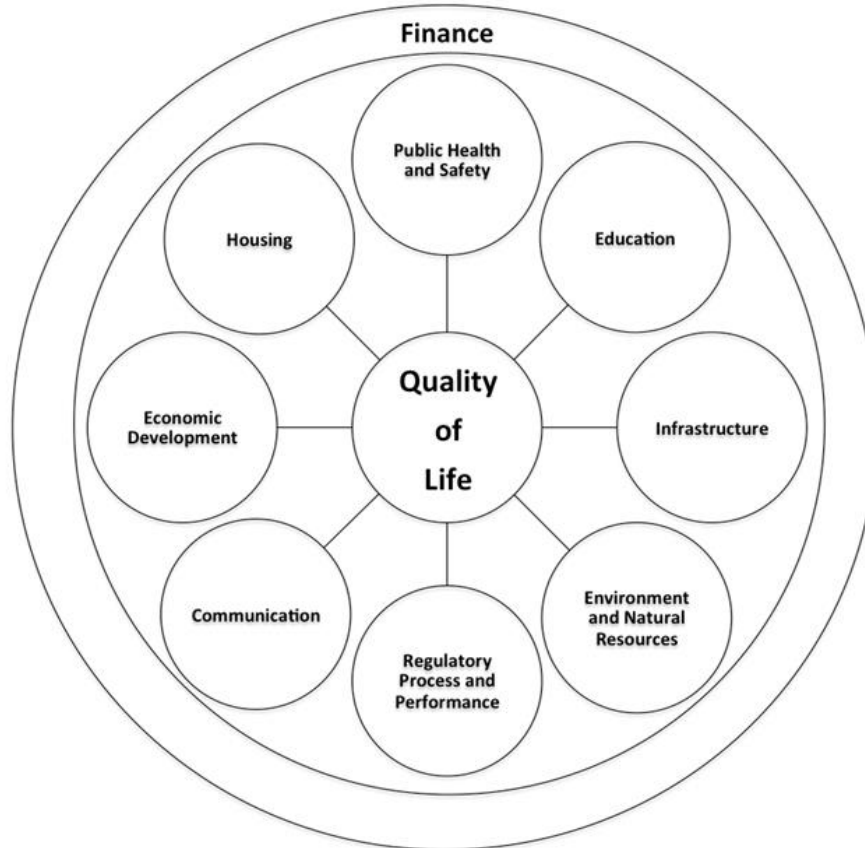 Finance
Public Health
and Safety
Housing
Education
Quality
of
Life
Economic
Development
Infrastructure
Communication
Environment
and Natural
Resources
Regulatory
Process and
Performance